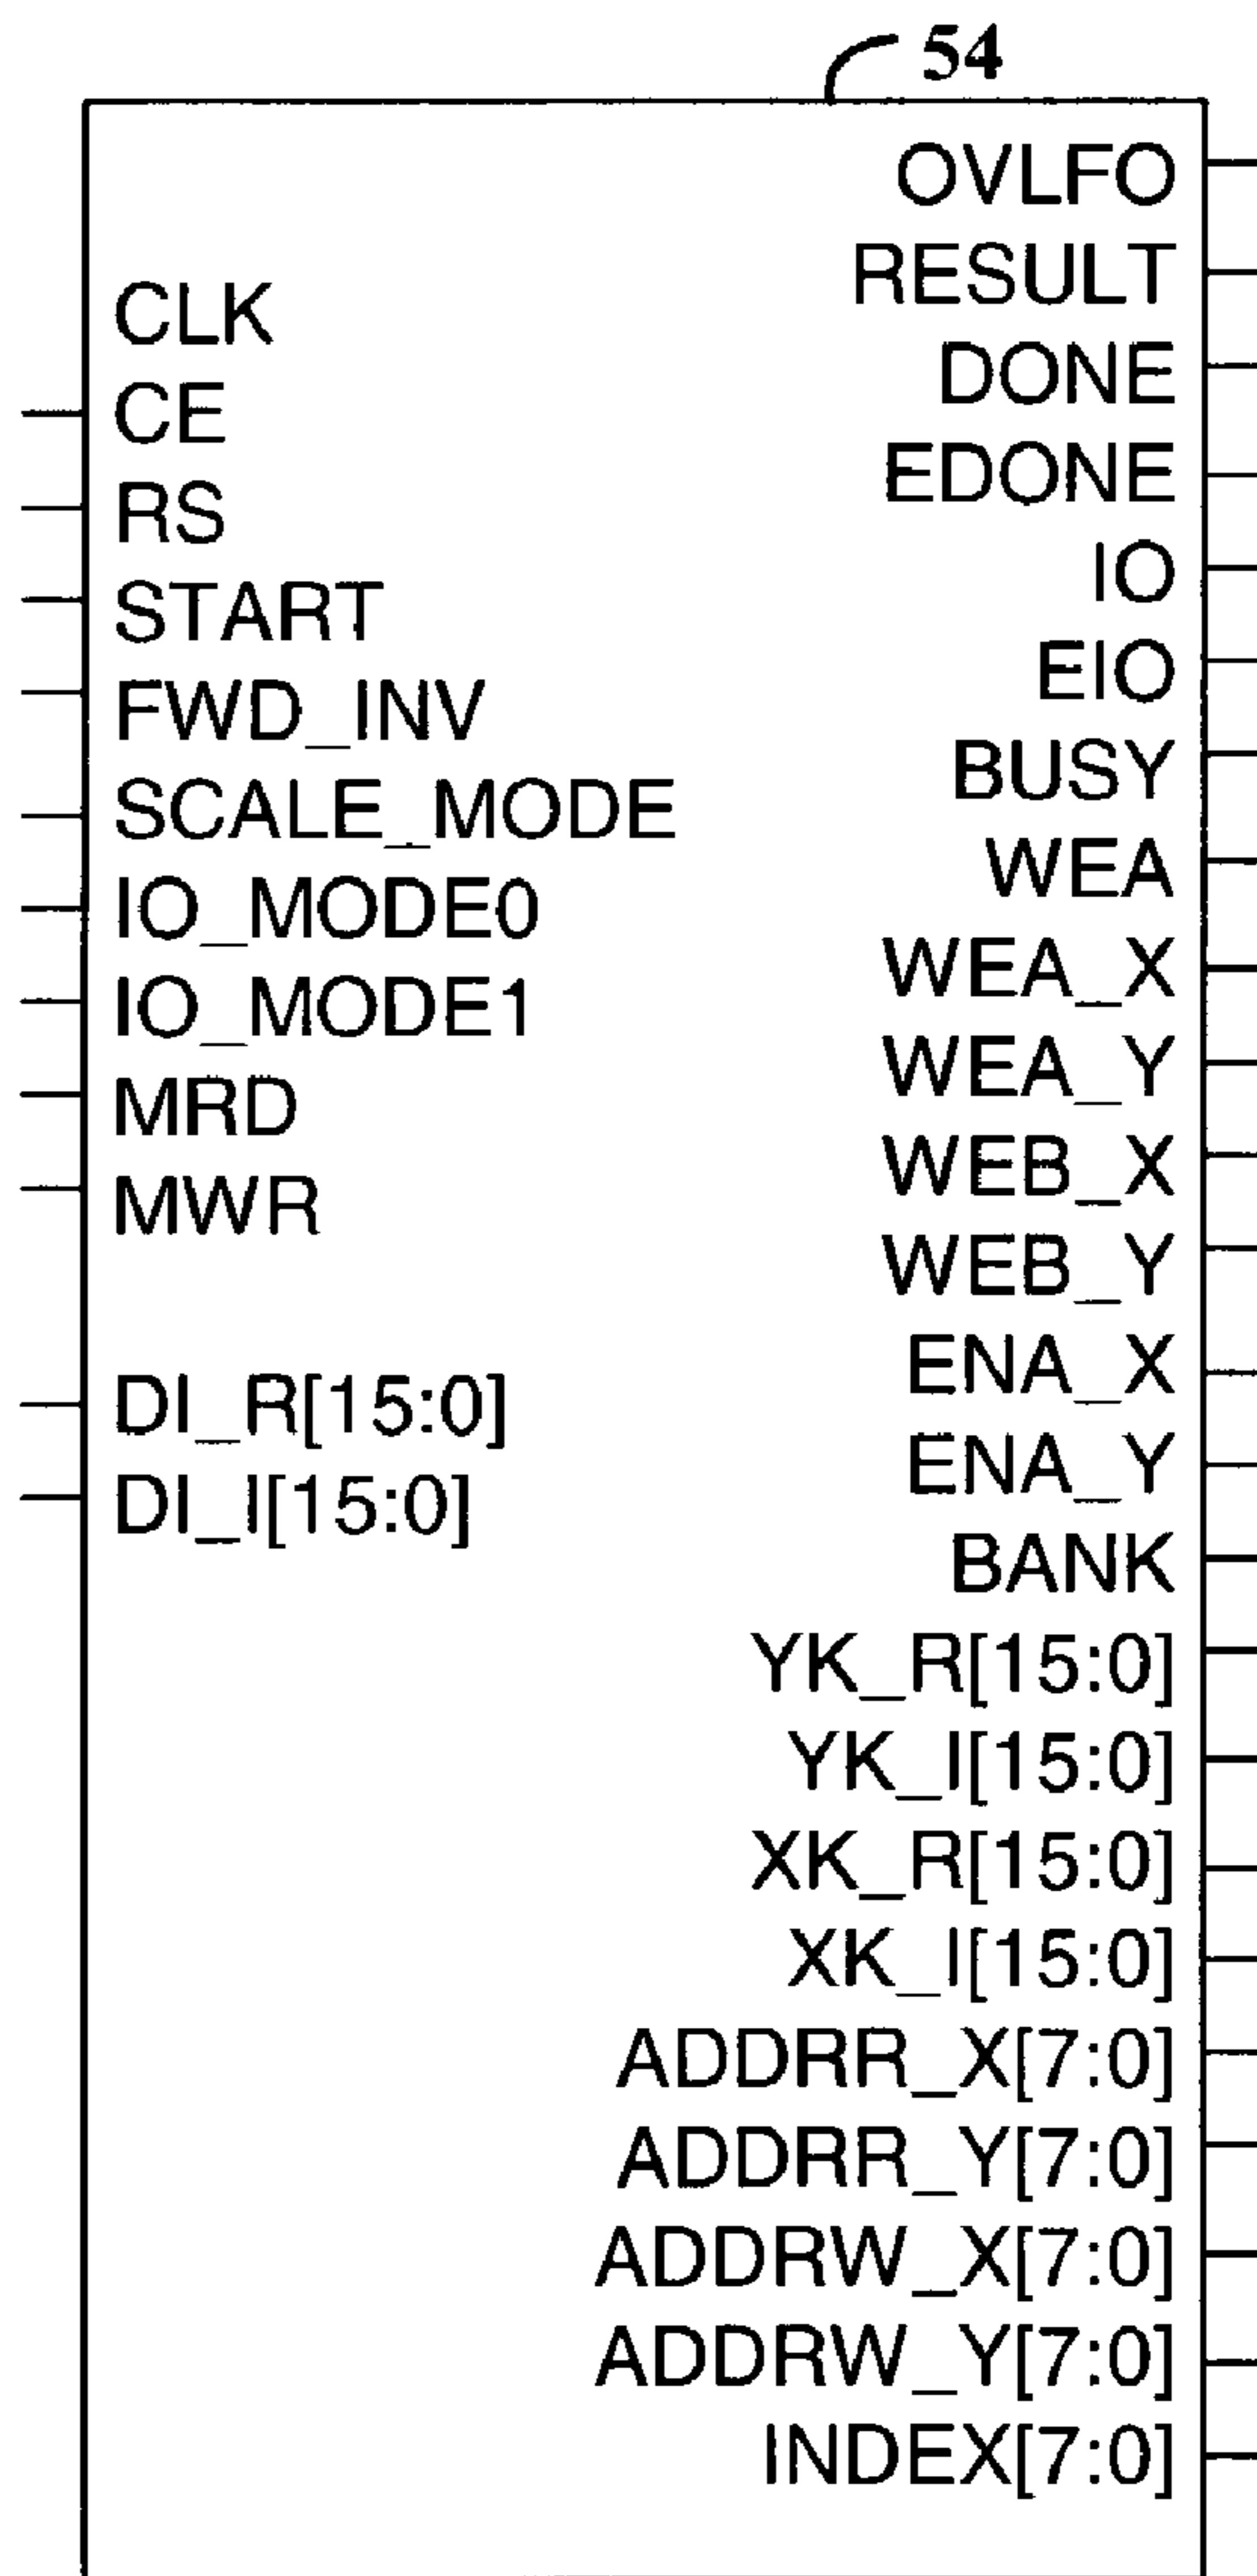 54
CLK
CE
RS
START
FWD_INV
SCALE_MODE
IO_MODE0
IO_MODE1
MRD
MWR
DI_R[15:0]
DI_I[15:0]
OVLFO
RESULT
DONE
EDONE
IO
EIO
BUSY
WEA
WEA_X
WEA_Y
WEB_X
WEB_Y
ENA_X
ENA_Y
BANK
YK_R[15:0]
YK_I[15:0]
XK_R[15:0]
XK_I[15:0]
ADDRR_X[7:0]
ADDRR_Y[7:0]
ADDRW_X[7:0]
ADDRW_Y[7:0]
INDEX[7:0]